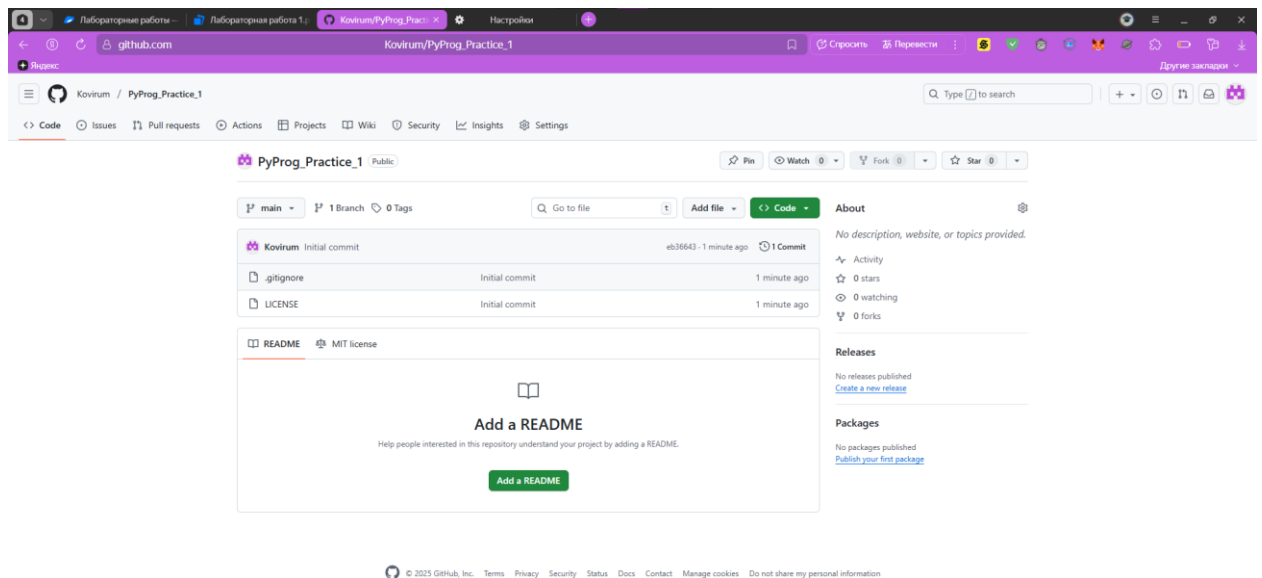 4 Лабораторные работы — Лабораторная работа 1.p Kovirum/PyProg_Practi × Настройки
github.com Kovirum/PyProg_Practice_1 Спросить Перевести
Яндекс Другие закладки
Kovirum / PyProg_Practice_1 Type / to search
<> Code Issues Pull requests Actions Projects Wiki Security Insights Settings
PyProg_Practice_1 Public Pin Watch 0 Fork 0 Star 0
main 1 Branch 0 Tags Go to file t Add file <> Code About
No description, website, or topics provided.
Kovirum Initial commit eb36643 · 1 minute ago 1 Commit
Activity
.gitignore Initial commit 1 minute ago 0 stars
0 watching
LICENSE Initial commit 1 minute ago
0 forks
README MIT license
Releases
No releases published
Create a new release
Add a README
Packages
Help people interested in this repository understand your project by adding a README.
No packages published
Publish your first package
Add a README
© 2025 GitHub, Inc. Terms Privacy Security Status Docs Contact Manage cookies Do not share my personal information